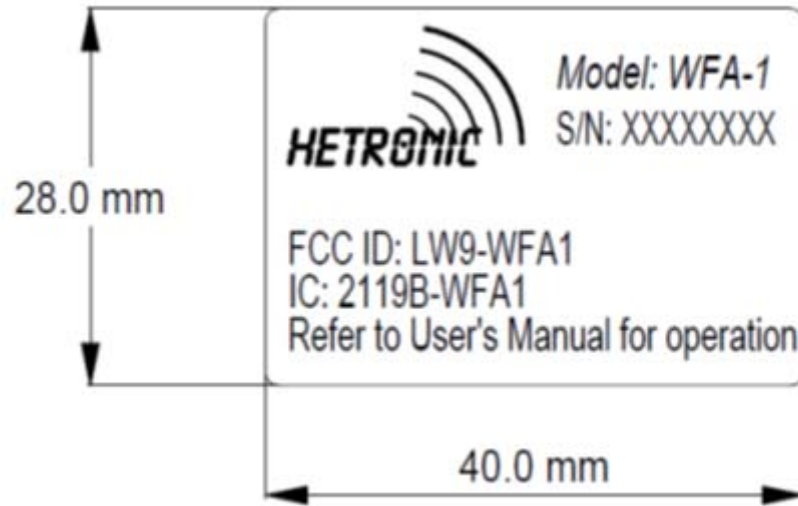 Model: WFA-1
S/N: XXXXXXXX
HETRONIC
28.0 mm
FCC ID: LW9-WFA1
IC: 2119B-WFA1
Refer to User's Manual for operation
40.0 mm